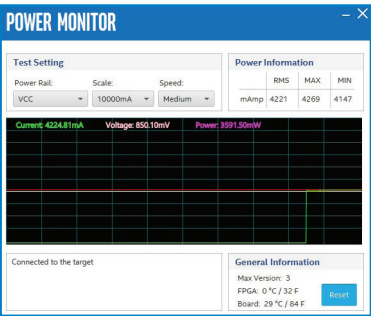 POWER MONITOR
Test Setting
Power Rail: Scale: Speed:
VCC 10000mA Medium
Power Information
RMS MAX MIN
mAmp 4221 4269 4147
Current: 4224.81mA Voltage: 850.10mV Power: 3591.50mW
Connected to the target
General Information
Max Version: 3
FPGA: 0 °C / 32 F
Board: 29 °C / 84 F
Reset